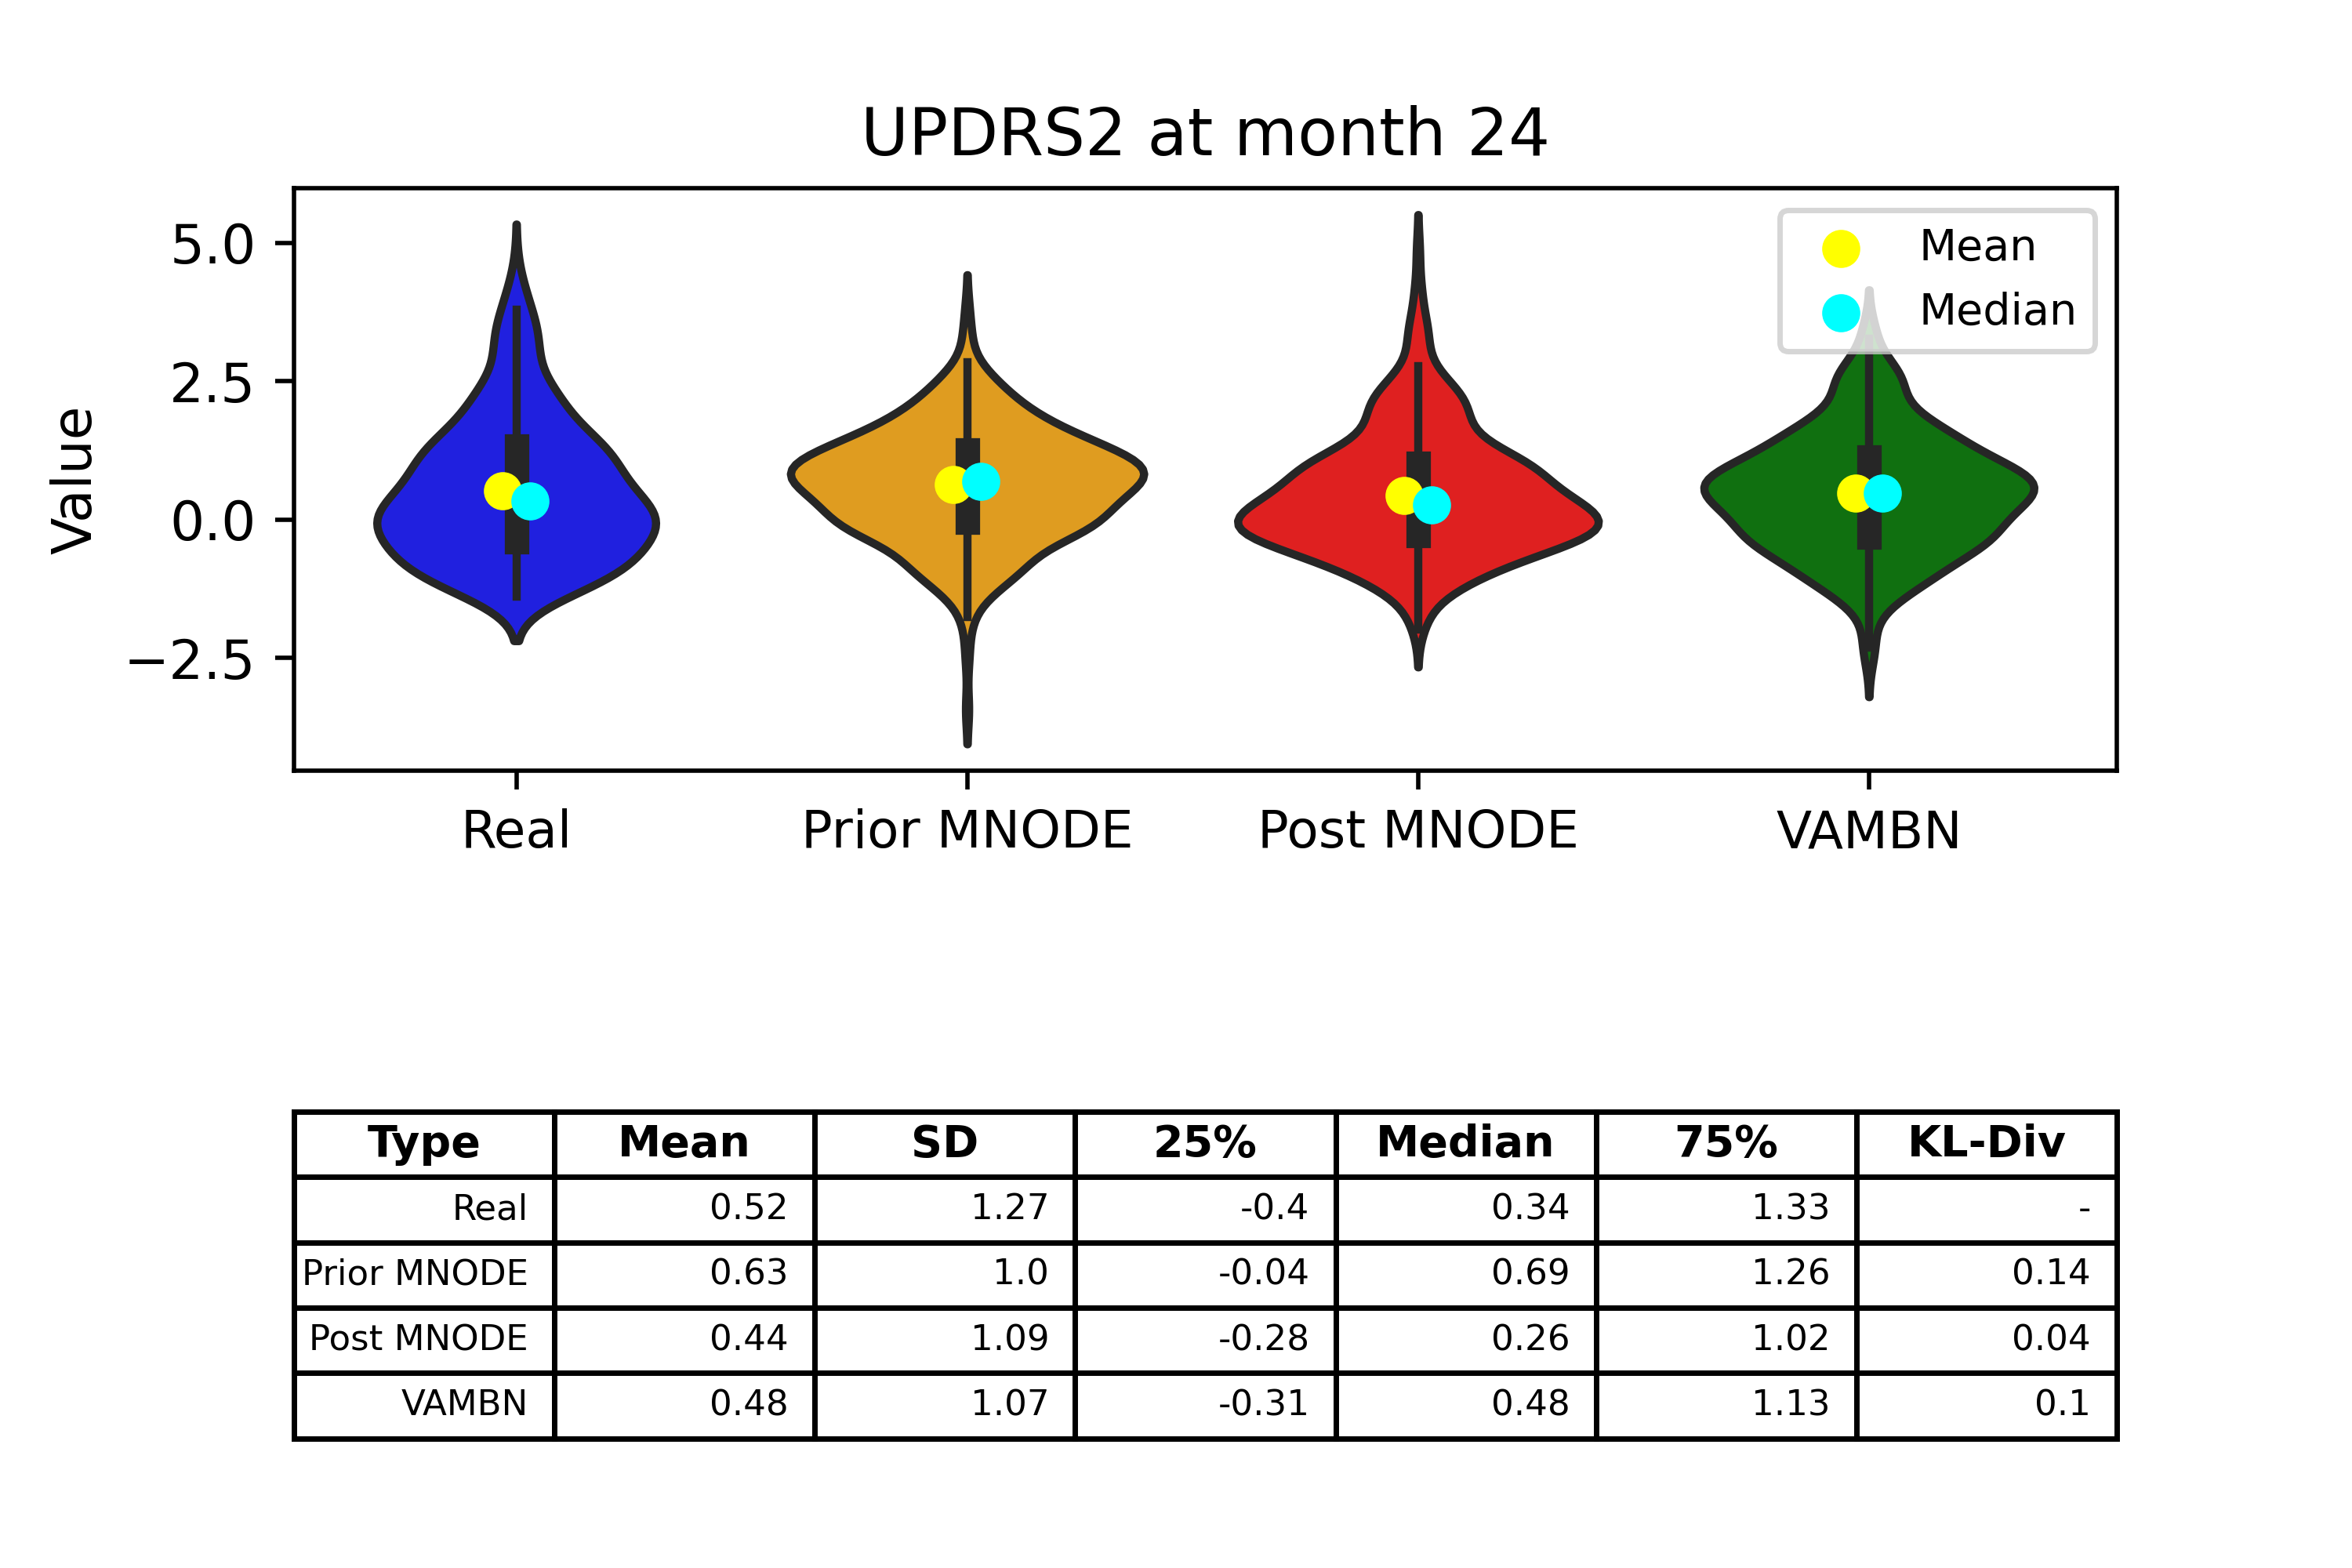 UPDRS2 at month 24
Value
5.0
2.5
0.0
−2.5
Mean
Median
Real Prior MNODE Post MNODE VAMBN
Type Mean SD 25% Median 75% KL-Div
Real 0.52 1.27 -0.4 0.34 1.33 -
Prior MNODE 0.63 1.0 -0.04 0.69 1.26 0.14
Post MNODE 0.44 1.09 -0.28 0.26 1.02 0.04
VAMBN 0.48 1.07 -0.31 0.48 1.13 0.1